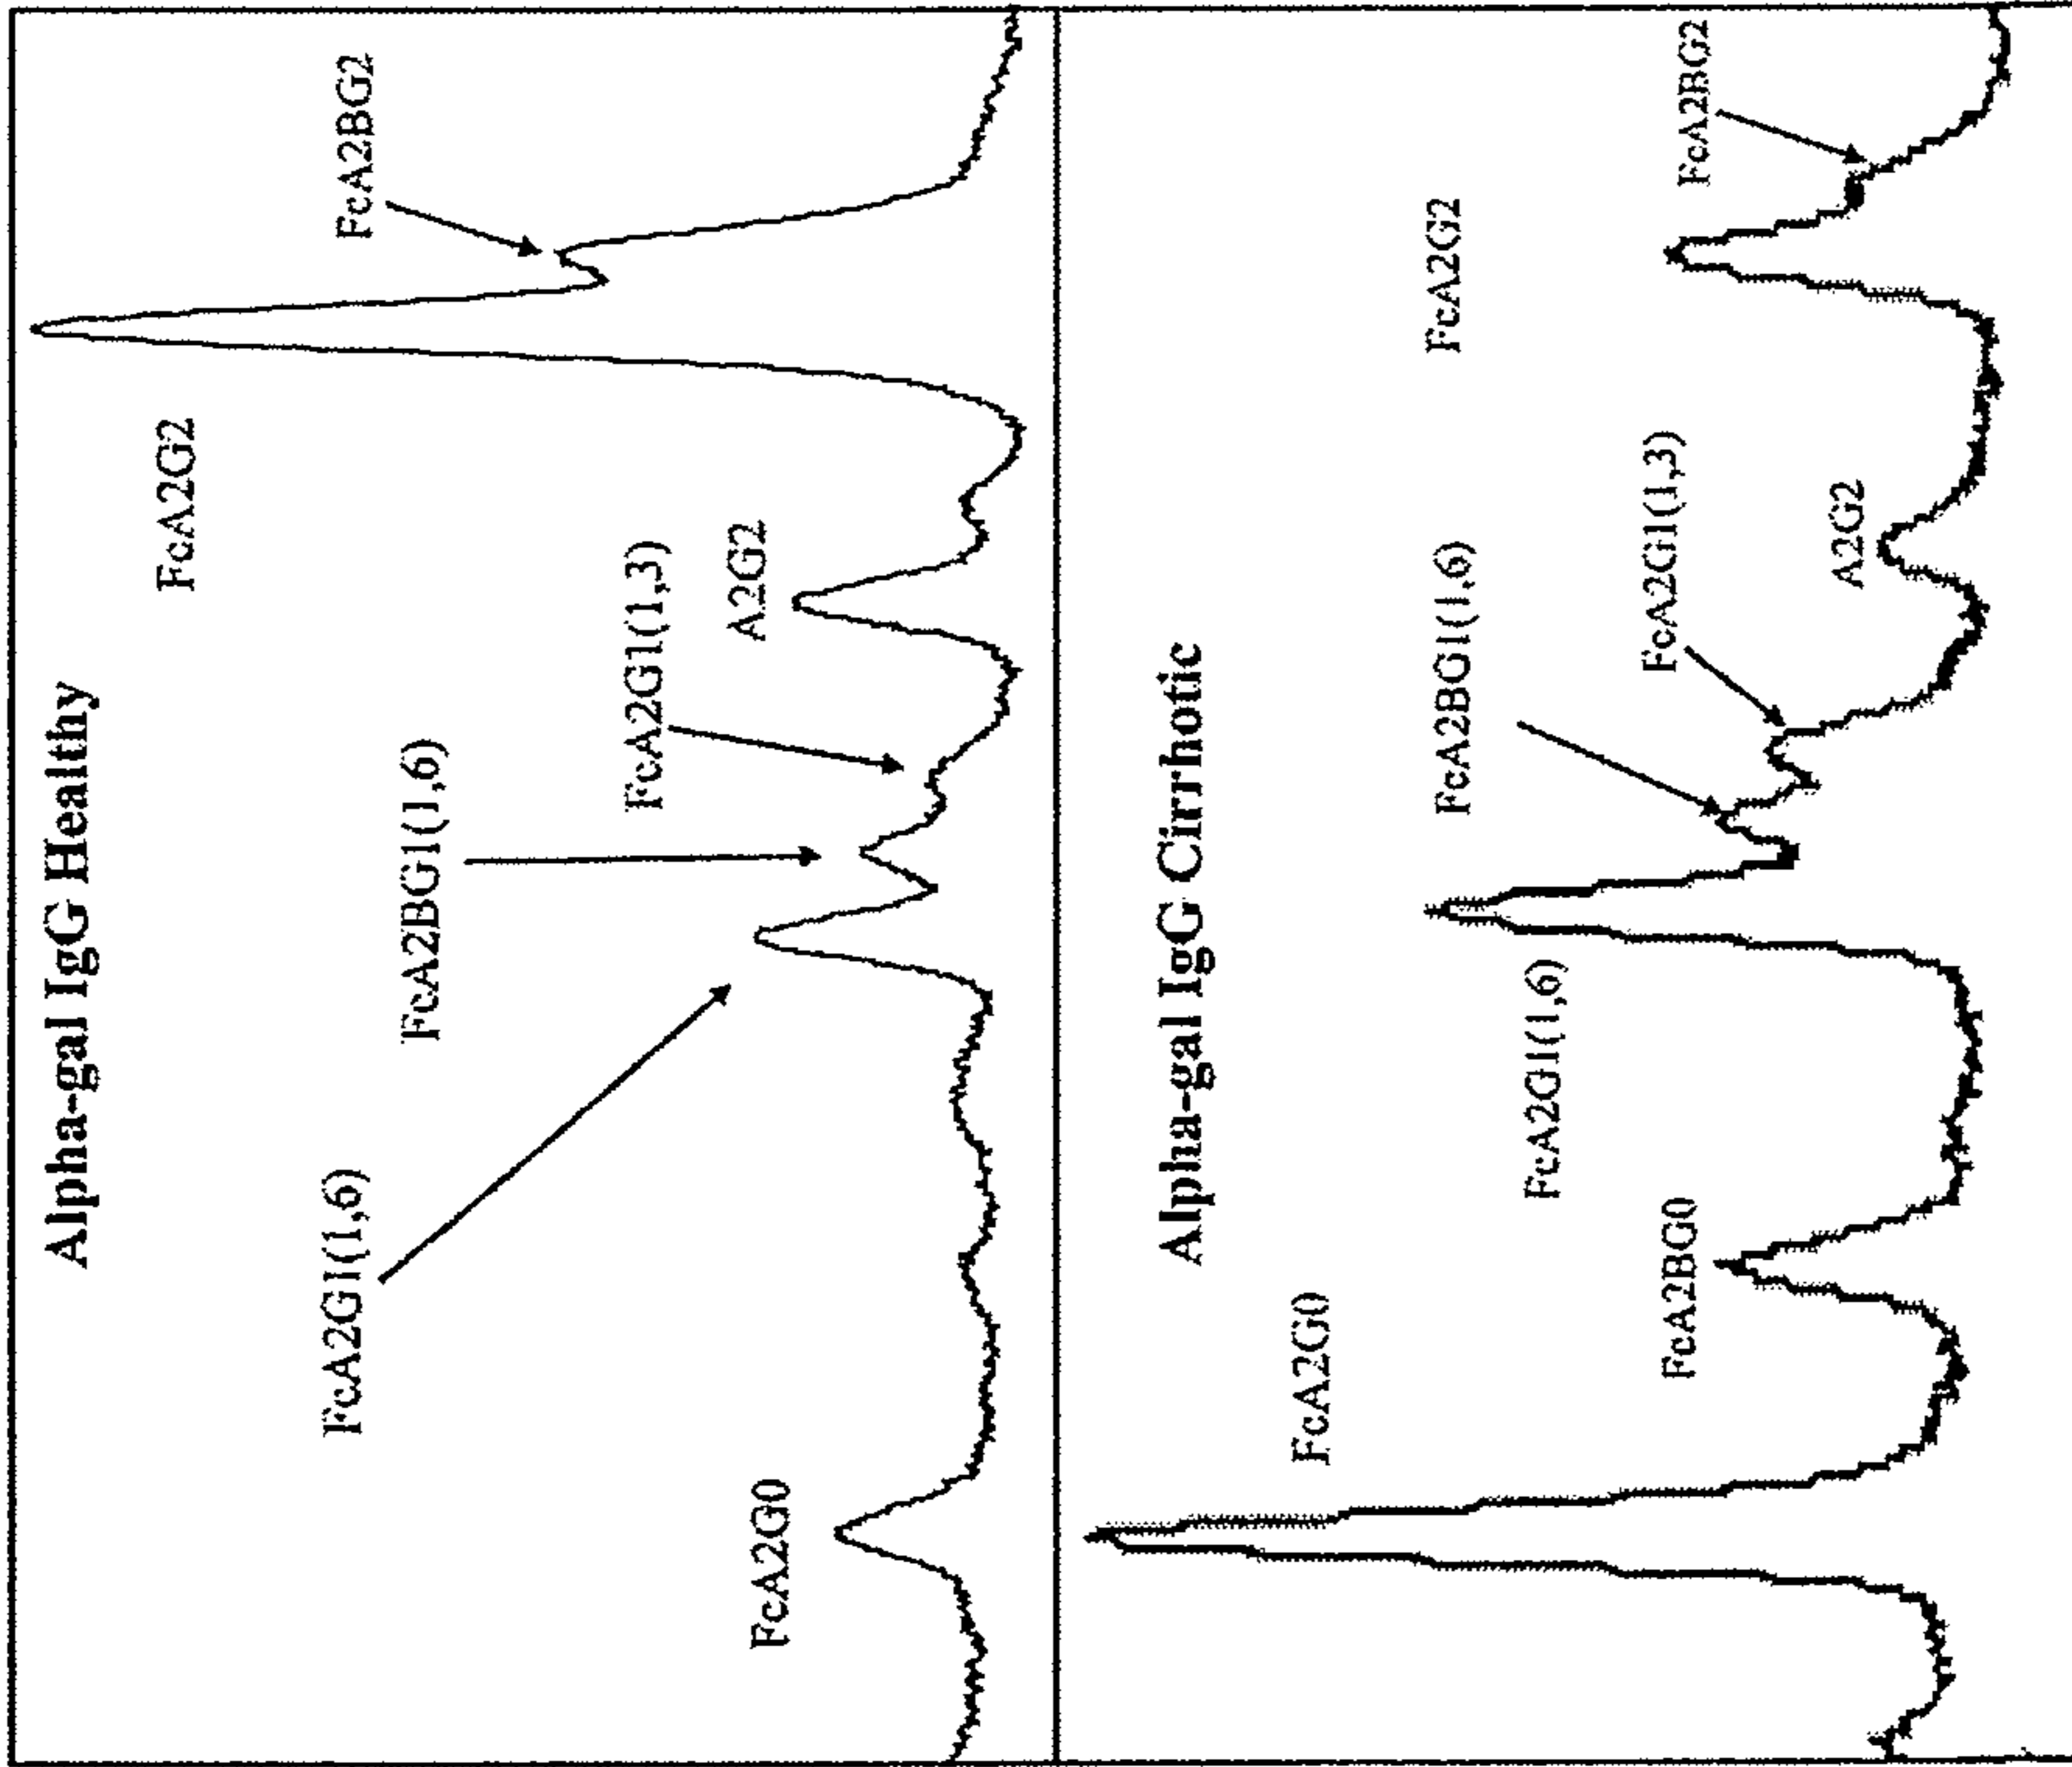 Alpha-gal IgG Healthy
FcA2G0
FcA2G1(1,6)
FcA2BG1(1,6)
FcA2G1(1,3)
A2G2
FcA2G2
FcA2BG2
Alpha-gal IgG Cirrhotic
FcA2G0
FcA2BG0
FcA2G1(1,6)
FcA2BG1(1,6)
FcA2G1(1,3)
A2G2
FcA2G2
FcA2BG2